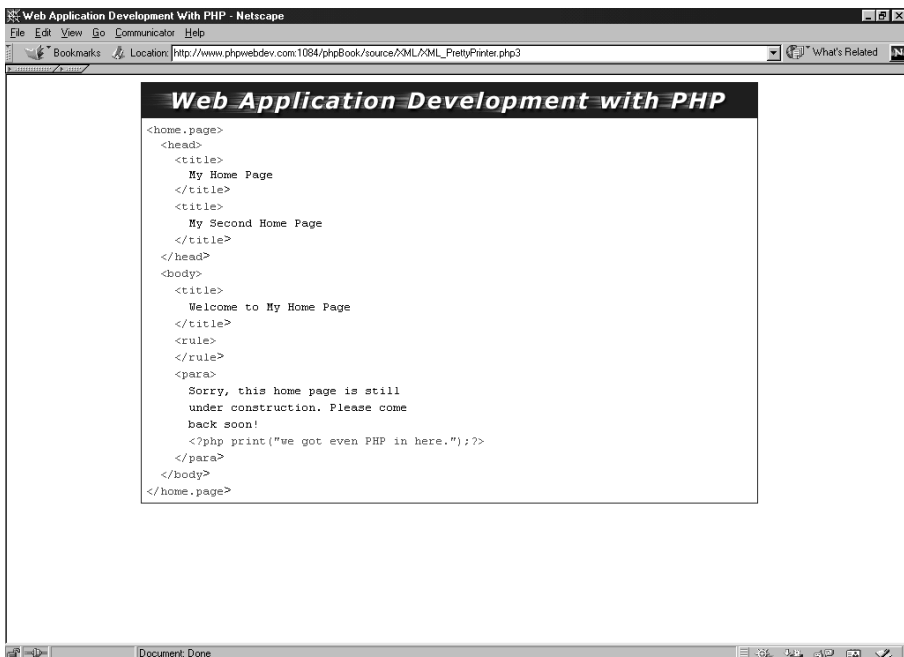 Web Application Development With PHP - Netscape
File Edit View Go Communicator Help
Bookmarks Location: http://www.phpwebdev.com:1084/phpBook/source/XML/XML_PrettyPrinter.php3 What's Related N
Web Application Development with PHP
<home.page>
<head>
<title>
My Home Page
</title>
<title>
My Second Home Page
</title>
</head>
<body>
<title>
Welcome to My Home Page
</title>
<rule>
</rule>
<para>
Sorry, this home page is still
under construction. Please come
back soon!
<?php print("we got even PHP in here.");?>
</para>
</body>
</home.page>
Document: Done